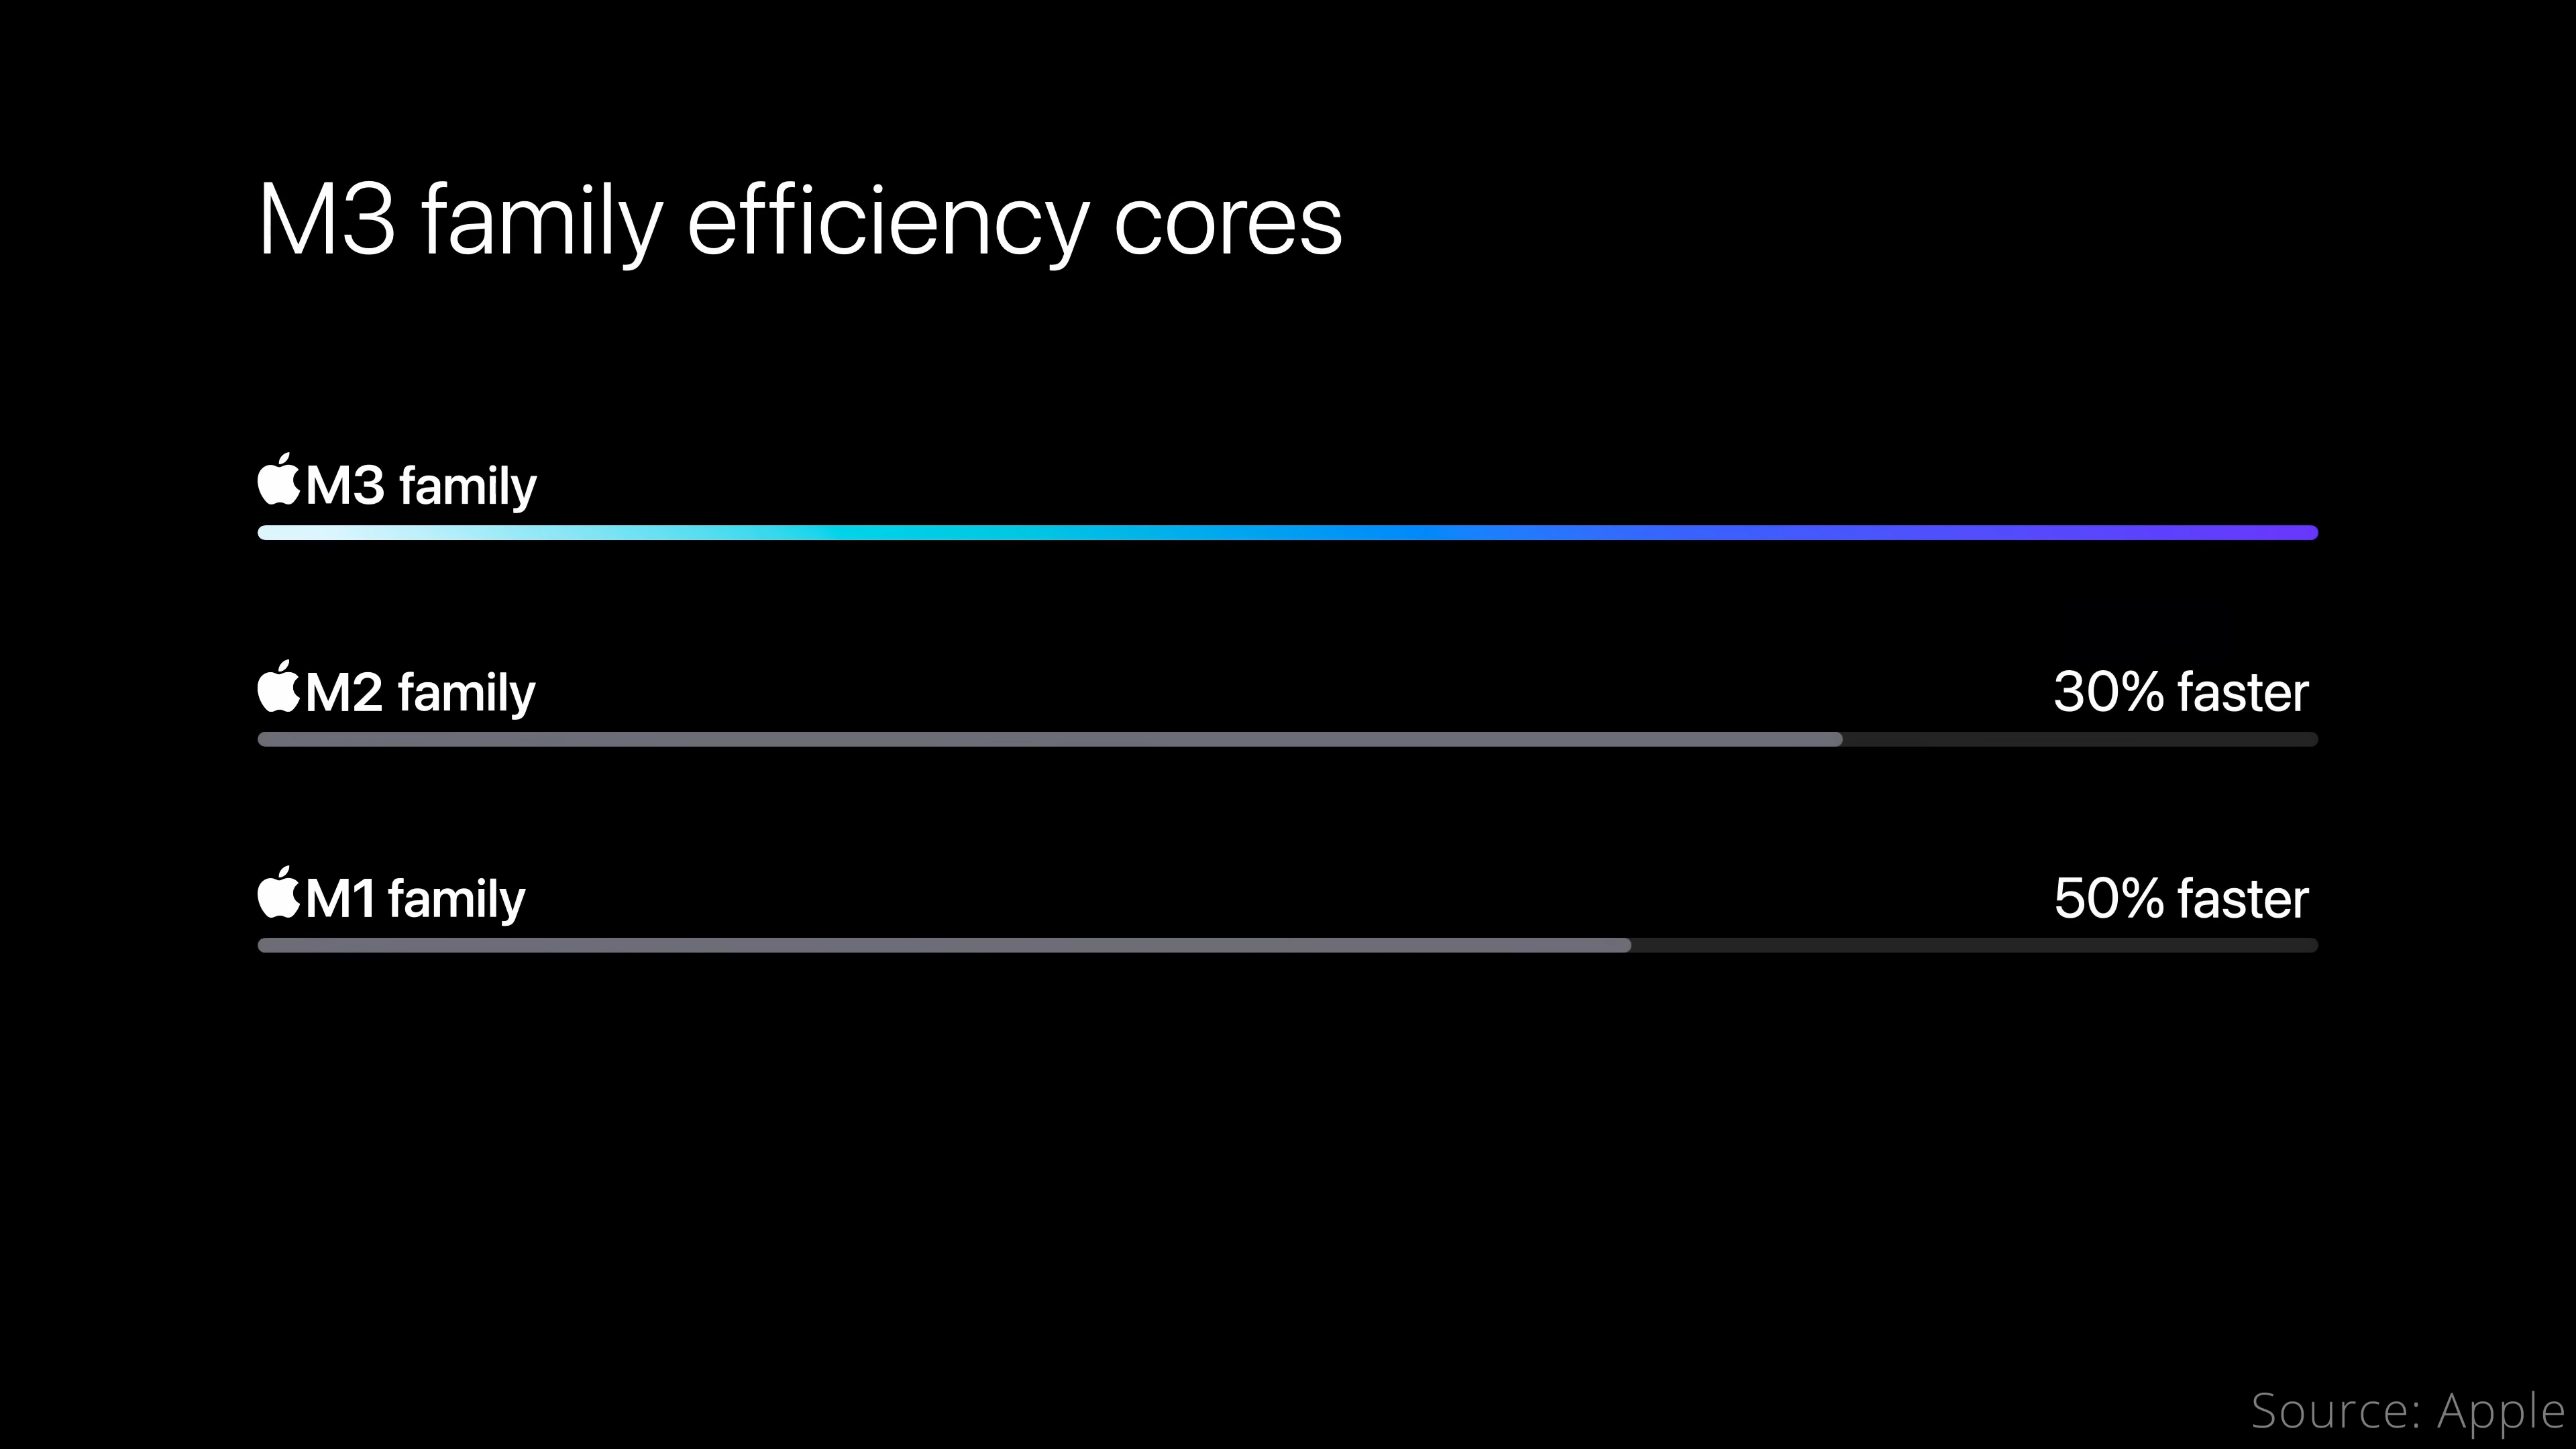 M3 family efficiency cores
M3 family
M2 family
30% faster
M1 family
50% faster
Source: Apple